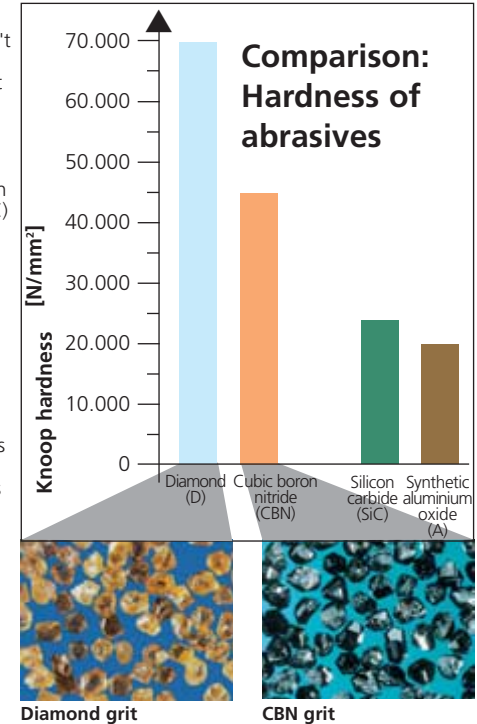 't
t
n
)
s
s
Comparison:
Hardness of
abrasives
Knoop hardness [N/mm²]
70.000
60.000
50.000
40.000
30.000
20.000
10.000
0
Diamond
(D)
Cubic boron
nitride
(CBN)
Silicon
carbide
(SiC)
Synthetic
aluminium
oxide
(A)
Diamond grit
CBN grit